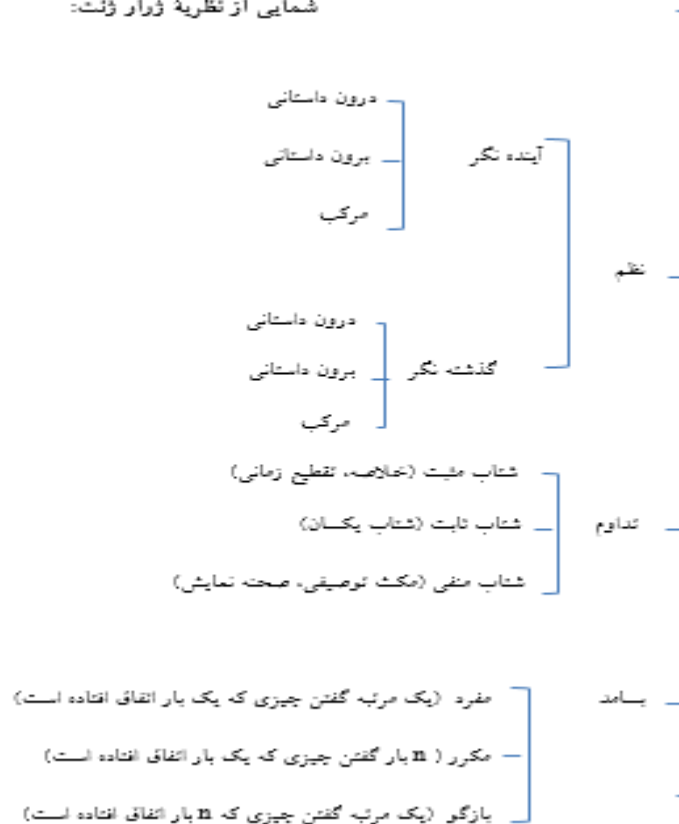 شمایی از نظریهٔ ژرار ژنت:
درون داستانی
آینده نگر
برون داستانی
مرکب
نظم
درون داستانی
گذشته نگر
برون داستانی
مرکب
شتاب مثبت (خلاصه، تقطیع زمانی)
تداوم
شتاب ثابت (شتاب یکسان)
شتاب منفی (مکث توصیفی، صحنه نمایش)
بسامد
مفرد (یک مرتبه گفتن چیزی که یک بار اتفاق افتاده است)
مکرر ( n بار گفتن چیزی که یک بار اتفاق افتاده است)
بازگو (یک مرتبه گفتن چیزی که n بار اتفاق افتاده است)